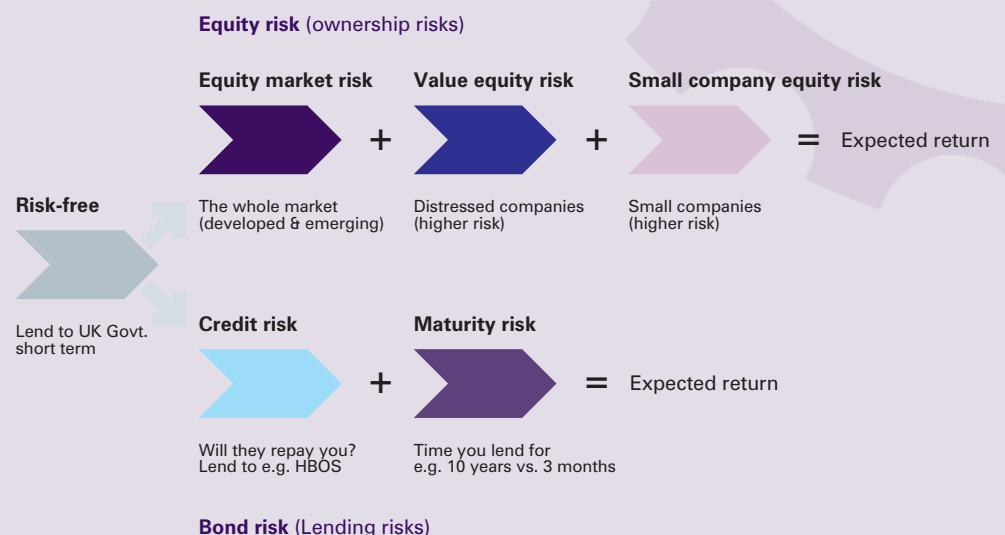 Equity risk (ownership risks)
Equity market risk
Value equity risk
Small company equity risk
+
+
= Expected return
The whole market
(developed & emerging)
Distressed companies
(higher risk)
Small companies
(higher risk)
Risk-free
Lend to UK Govt.
short term
Credit risk
Maturity risk
+
= Expected return
Will they repay you?
Lend to e.g. HBOS
Time you lend for
e.g. 10 years vs. 3 months
Bond risk (Lending risks)